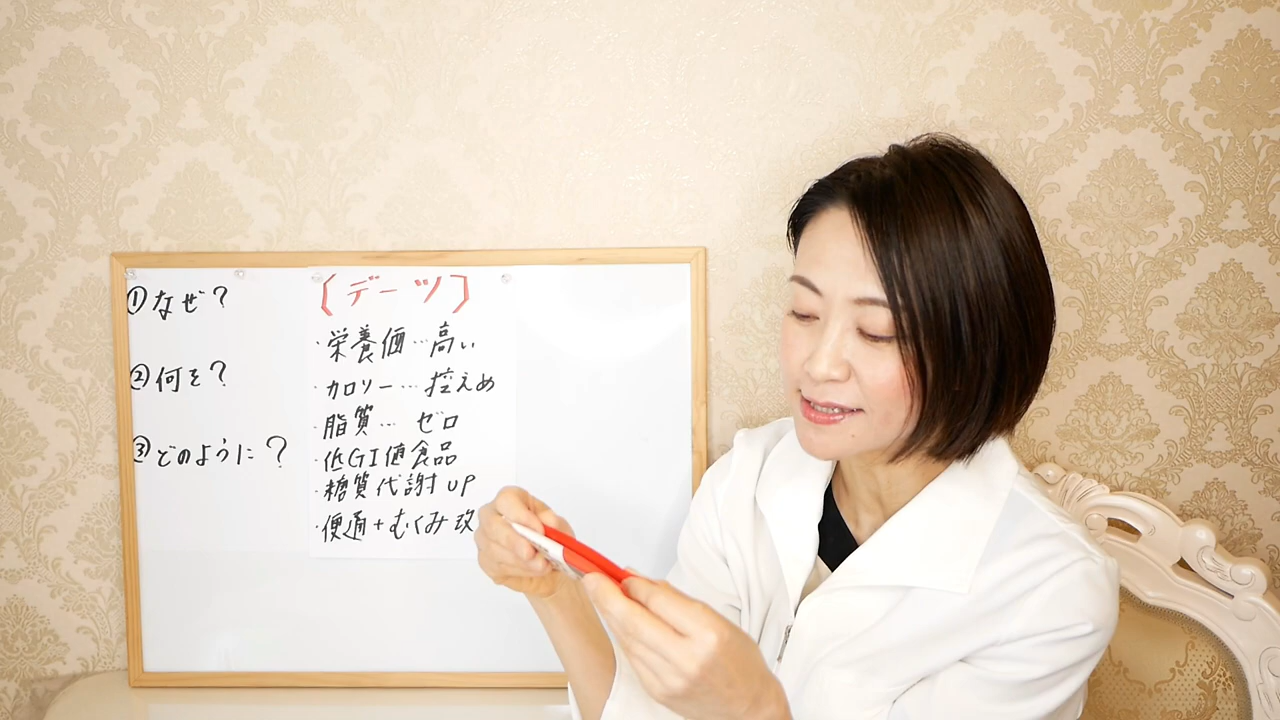 ①なぜ?
②何を?
③どのように?
〔デーツ〕
・栄養価…高い
・カロリー…控えめ
・脂質…ゼロ
・低GI値食品
・糖質代謝UP
・便通+むくみ改